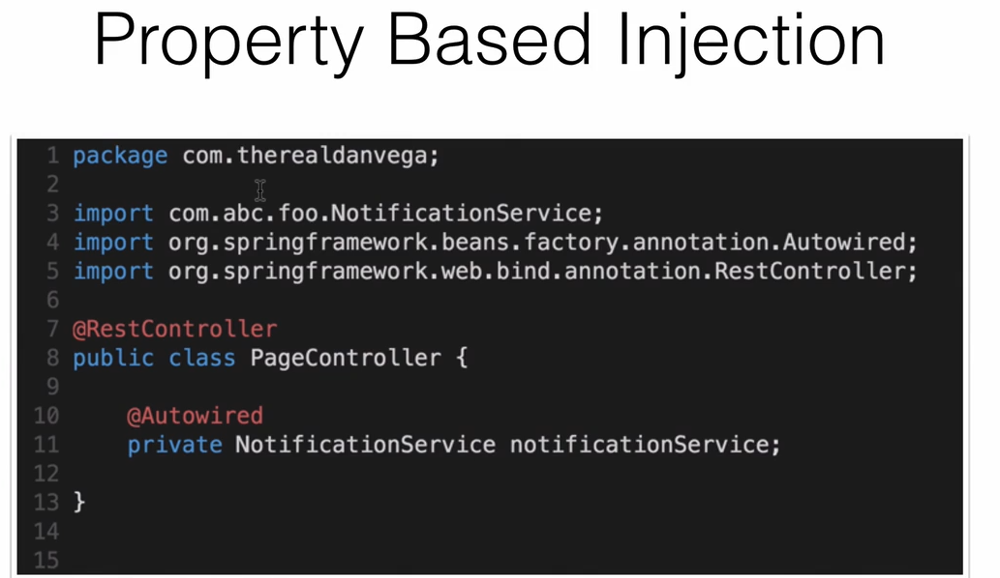 Property Based Injection
1 package com.therealdanvega;
2
3 import com.abc.foo.NotificationService;
4 import org.springframework.beans.factory.annotation.Autowired;
5 import org.springframework.web.bind.annotation.RestController;
6
7 @RestController
8 public class PageController {
9
10     @Autowired
11     private NotificationService notificationService;
12
13 }
14
15